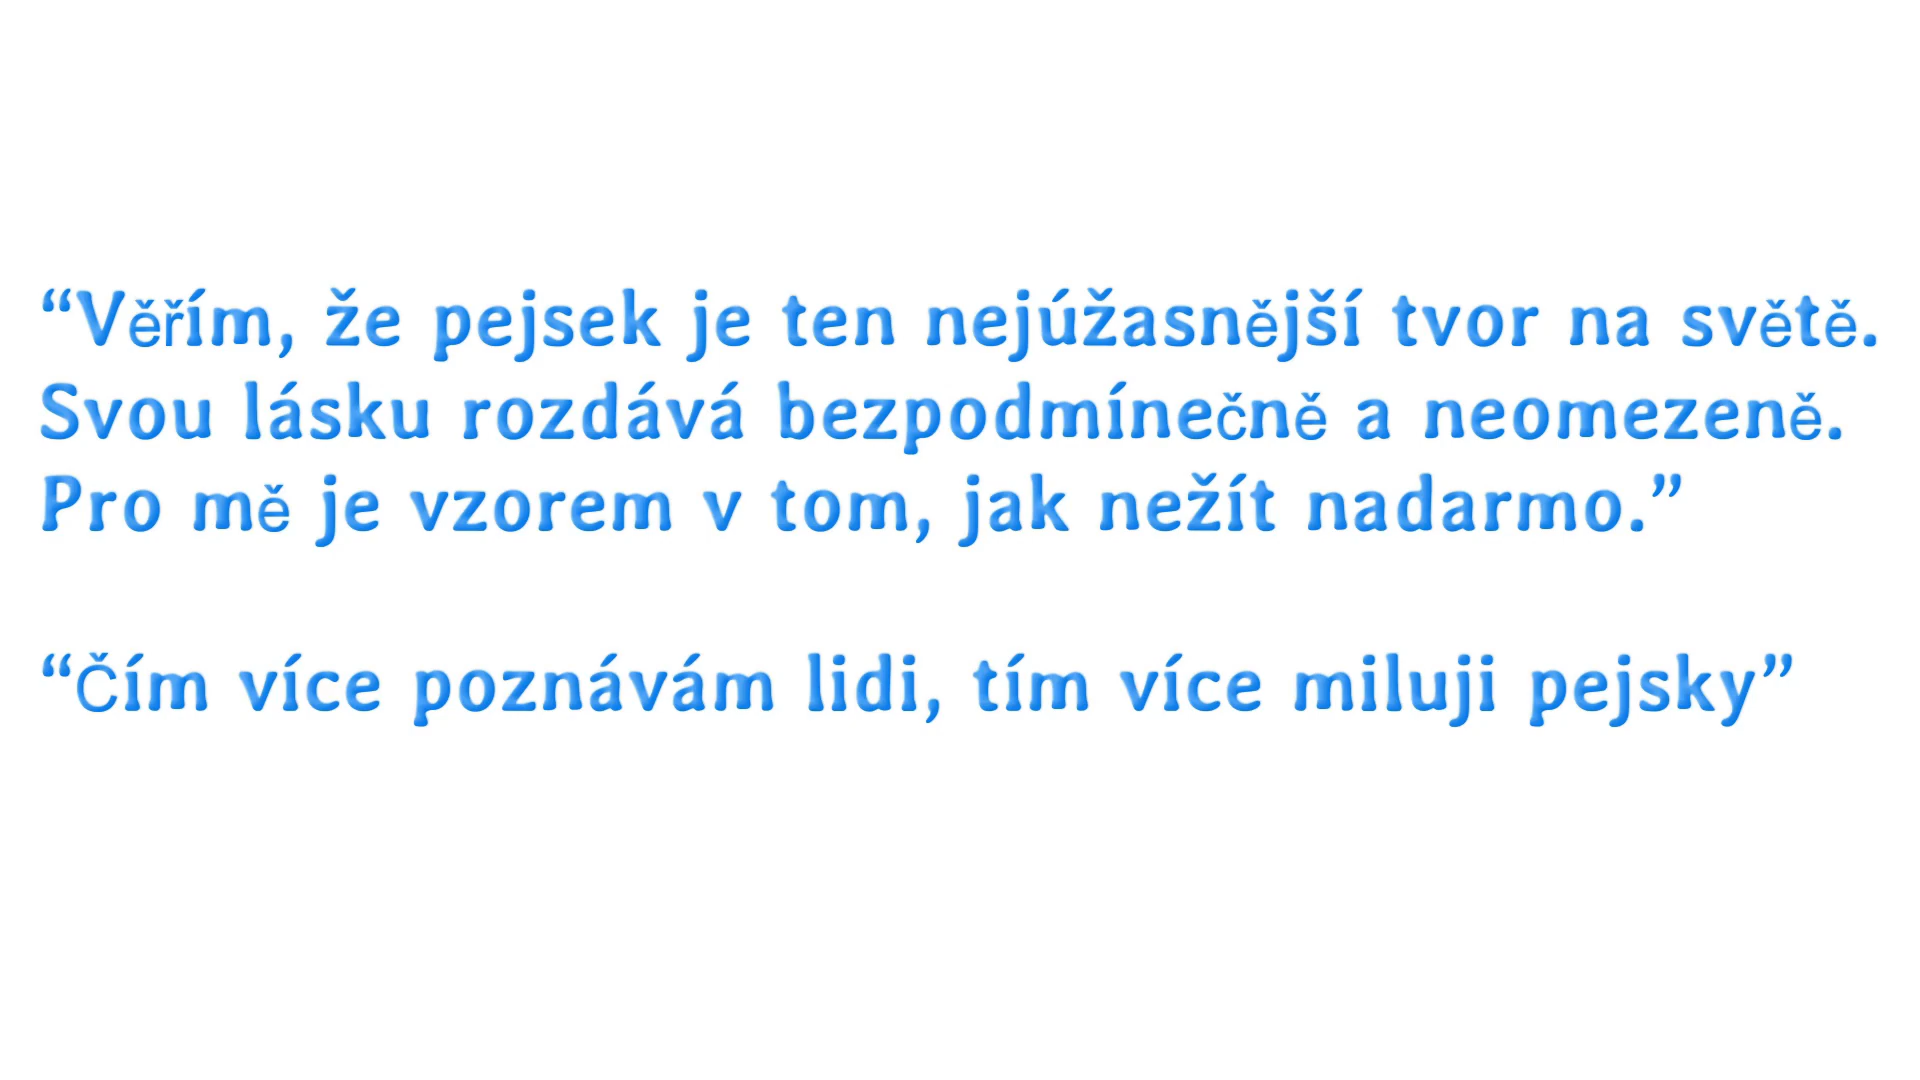 “Věřím, že pejsek je ten nejúžasnější tvor na světě.
Svou lásku rozdává bezpodmínečně a neomezeně.
Pro mě je vzorem v tom, jak nežít nadarmo.”
“Čím více poznávám lidi, tím více miluji pejsky”